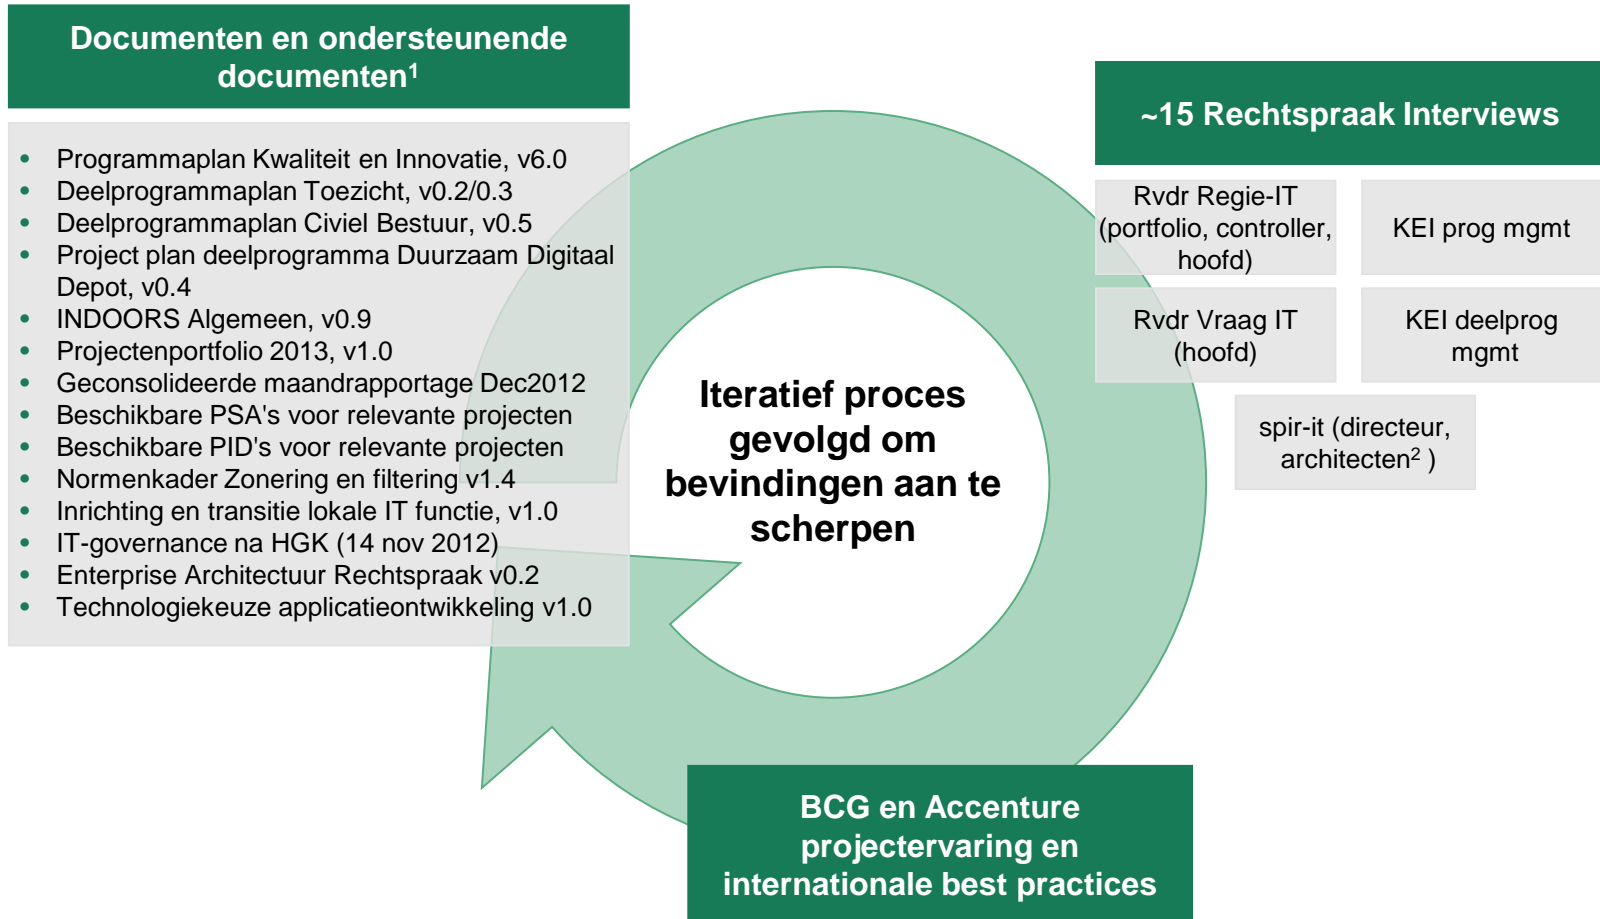 Documenten en ondersteunende
documenten¹
• Programmaplan Kwaliteit en Innovatie, v6.0
• Deelprogrammaplan Toezicht, v0.2/0.3
• Deelprogrammaplan Civiel Bestuur, v0.5
• Project plan deelprogramma Duurzaam Digitaal
Depot, v0.4
• INDOORS Algemeen, v0.9
• Projectenportfolio 2013, v1.0
• Geconsolideerde maandrapportage Dec2012
• Beschikbare PSA's voor relevante projecten
• Beschikbare PID's voor relevante projecten
• Normenkader Zonering en filtering v1.4
• Inrichting en transitie lokale IT functie, v1.0
• IT-governance na HGK (14 nov 2012)
• Enterprise Architectuur Rechtspraak v0.2
• Technologiekeuze applicatieontwikkeling v1.0
Iteratief proces
gevolgd om
bevindingen aan te
scherpen
~15 Rechtspraak Interviews
Rvdr Regie-IT
(portfolio, controller,
hoofd)
KEI prog mgmt
Rvdr Vraag IT
(hoofd)
KEI deelprog
mgmt
spir-it (directeur,
architecten² )
BCG en Accenture
projectervaring en
internationale best practices